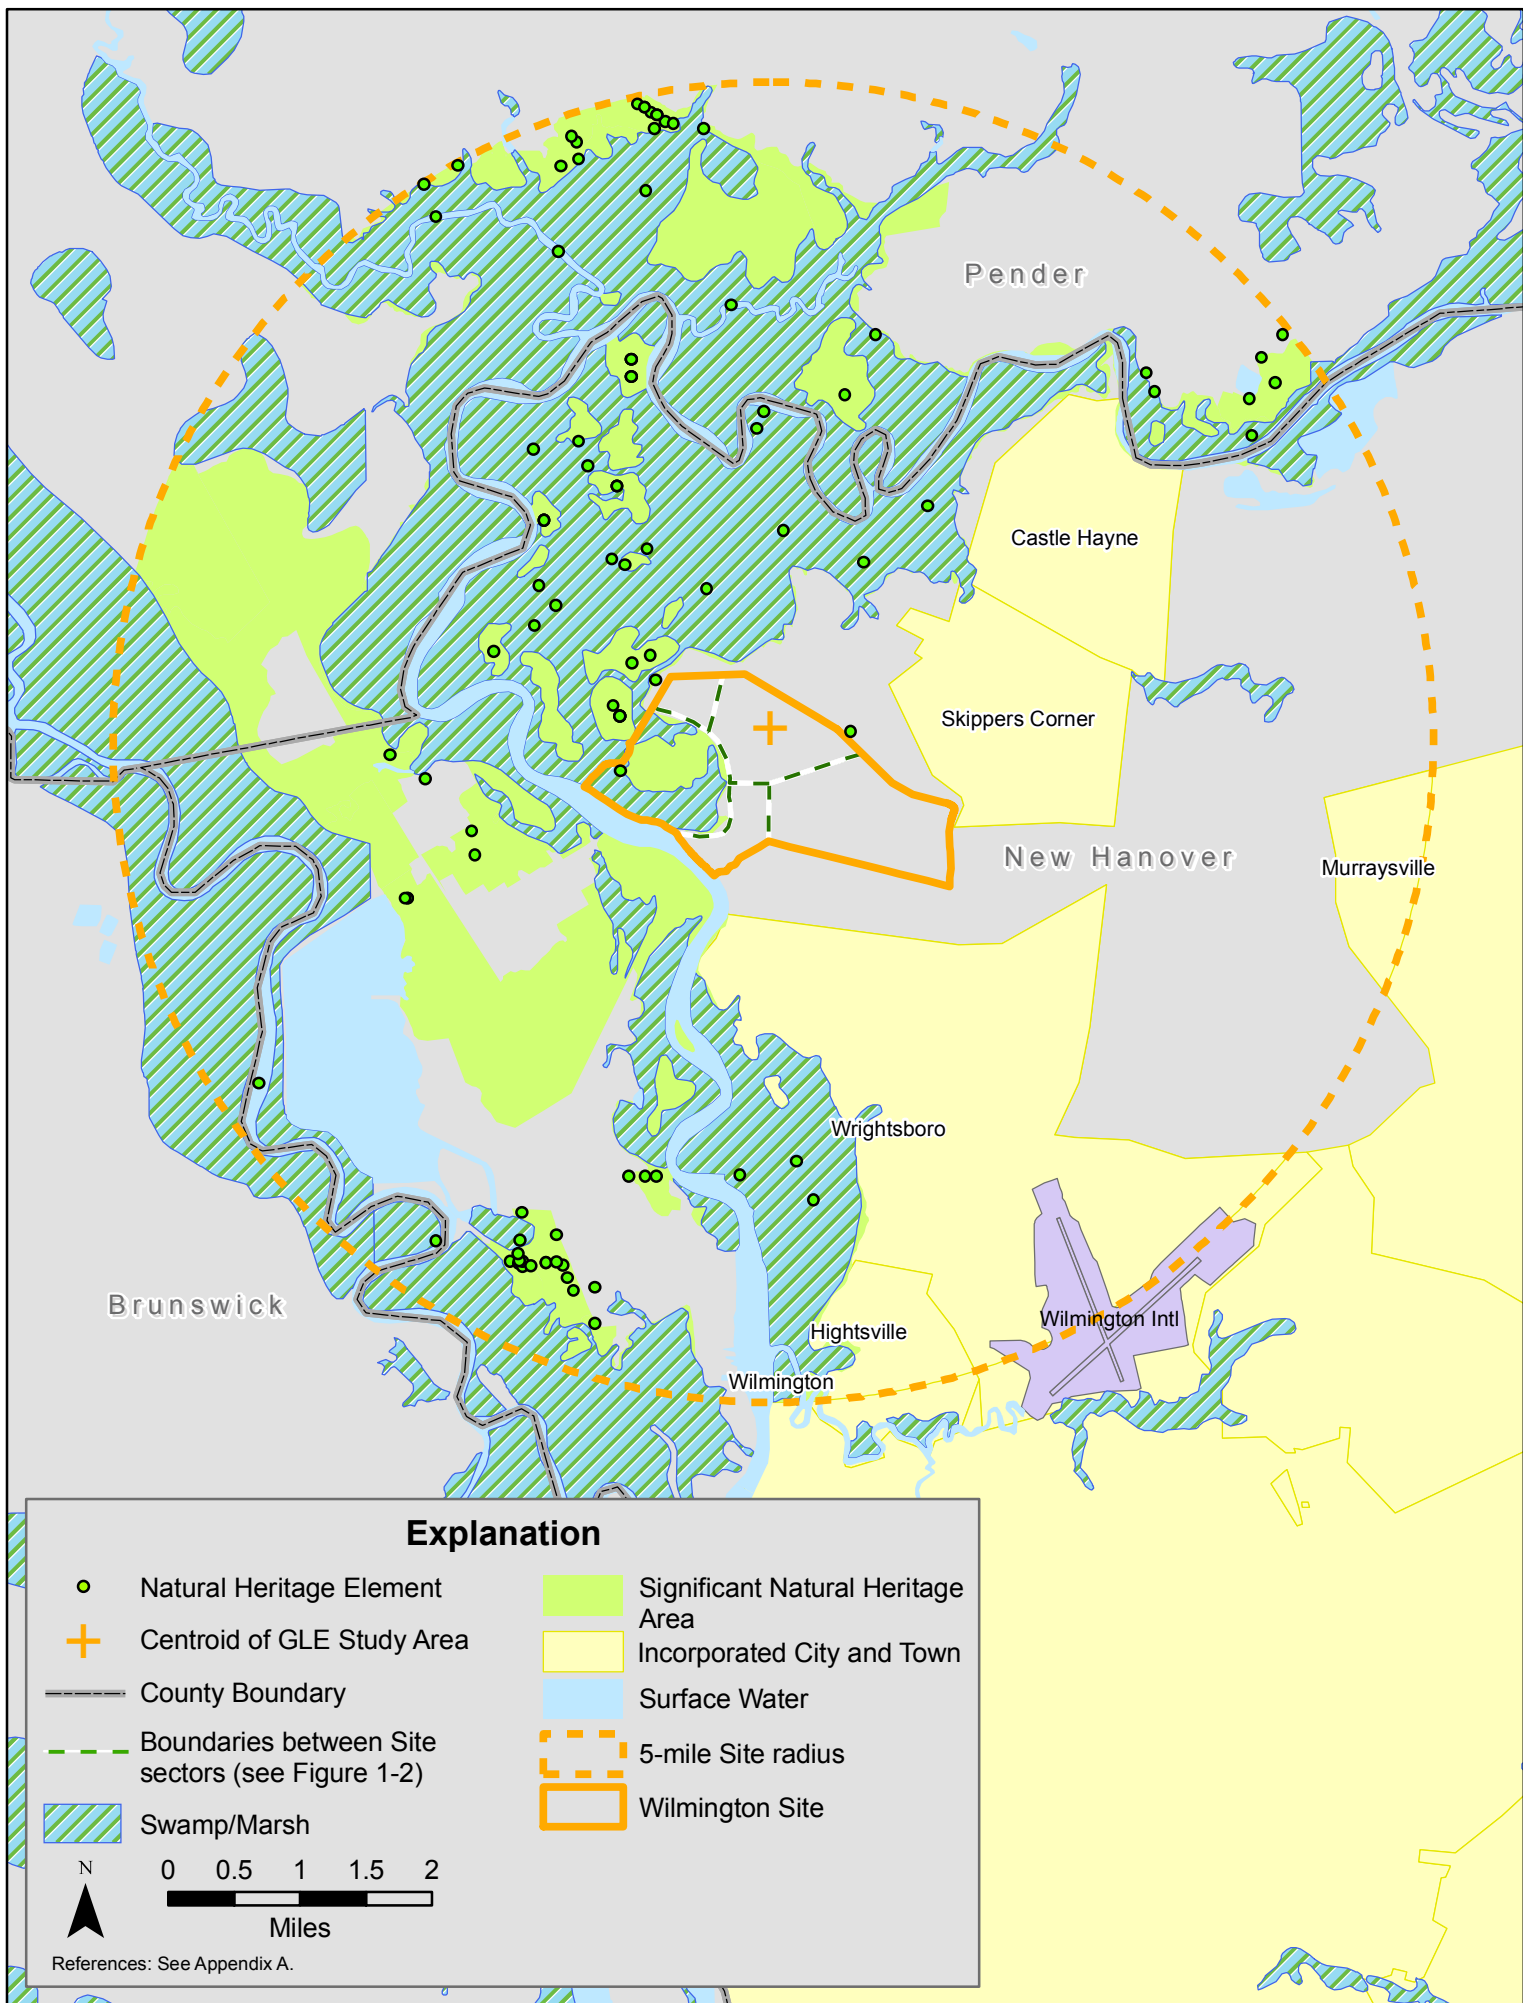 Pender
Castle Hayne
Skippers Corner
New Hanover
Murraysville
Wrightsboro
Brunswick
Wilmington Intl
Hightsville
Wilmington
Explanation
Natural Heritage Element
Centroid of GLE Study Area
County Boundary
Boundaries between Site
sectors (see Figure 1-2)
Swamp/Marsh
Significant Natural Heritage
Area
Incorporated City and Town
Surface Water
5-mile Site radius
Wilmington Site
N
0 0.5 1 1.5 2
Miles
References: See Appendix A.